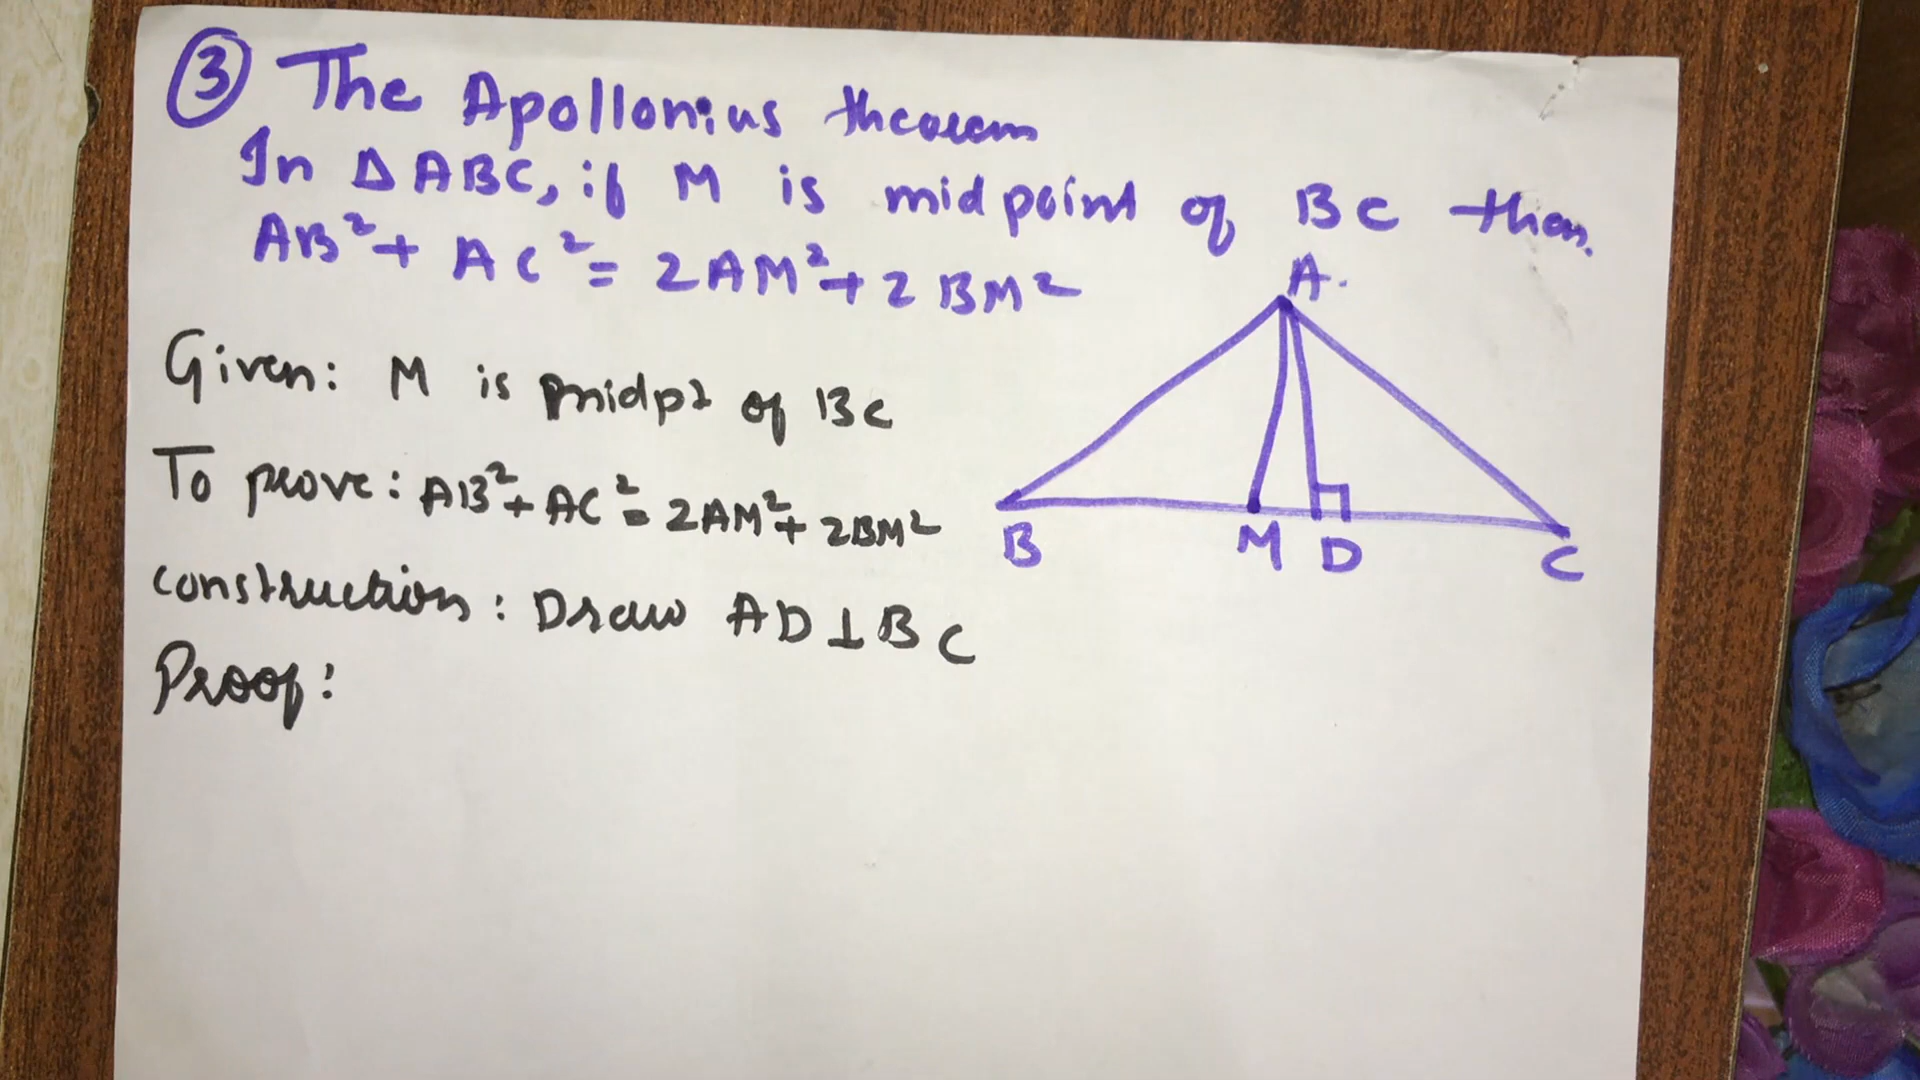 ③ The Apollonius theorem
In △ABC, if M is midpoint of BC then.
AB²+ AC²= 2AM²+2BM²
Given: M is midpt of BC
To prove: AB²+ AC²= 2AM²+ 2BM²
construction: Draw AD⊥BC
Proof:
A.
B M D C